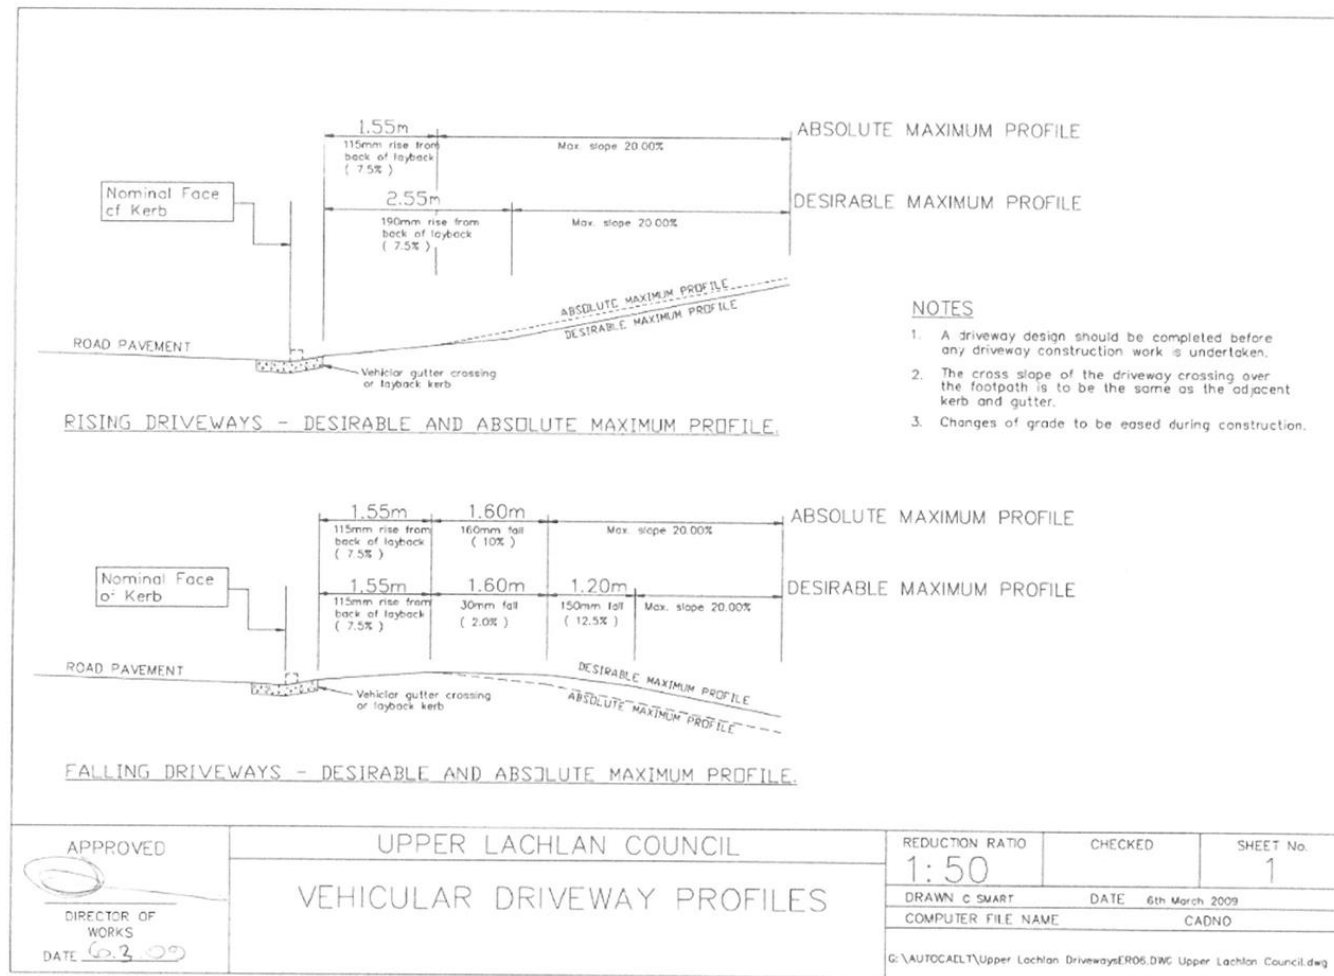 1.55m
115mm rise from
back of layback
( 7.5% )
Max. slope 20.00%
ABSOLUTE MAXIMUM PROFILE
Nominal Face
of Kerb
2.55m
190mm rise from
back of layback
( 7.5% )
Max. slope 20.00%
DESIRABLE MAXIMUM PROFILE
ABSOLUTE MAXIMUM PROFILE
DESIRABLE MAXIMUM PROFILE
ROAD PAVEMENT
Vehiclar gutter crossing
or layback kerb
RISING DRIVEWAYS - DESIRABLE AND ABSOLUTE MAXIMUM PROFILE.
NOTES
1. A driveway design should be completed before
any driveway construction work is undertaken.
2. The cross slope of the driveway crossing over
the footpath is to be the same as the adjacent
kerb and gutter.
3. Changes of grade to be eased during construction.
1.55m
115mm rise from
back of layback
( 7.5% )
1.60m
160mm fall
( 10% )
Max. slope 20.00%
ABSOLUTE MAXIMUM PROFILE
Nominal Face
of Kerb
1.55m
115mm rise from
back of layback
( 7.5% )
1.60m
30mm fall
( 2.0% )
1.20m
150mm fall
( 12.5% )
Max. slope 20.00%
DESIRABLE MAXIMUM PROFILE
ROAD PAVEMENT
Vehiclar gutter crossing
or layback kerb
DESIRABLE MAXIMUM PROFILE
ABSOLUTE MAXIMUM PROFILE
FALLING DRIVEWAYS - DESIRABLE AND ABSOLUTE MAXIMUM PROFILE.
APPROVED
DIRECTOR OF
WORKS
DATE 6.3.09
UPPER LACHLAN COUNCIL
VEHICULAR DRIVEWAY PROFILES
REDUCTION RATIO
1:50
CHECKED
SHEET No.
1
DRAWN C SMART
DATE 6th March 2009
COMPUTER FILE NAME
CADNO
G:\AUTOCADLT\Upper Lachlan DrivewaysER06.DWG Upper Lachlan Council.dwg